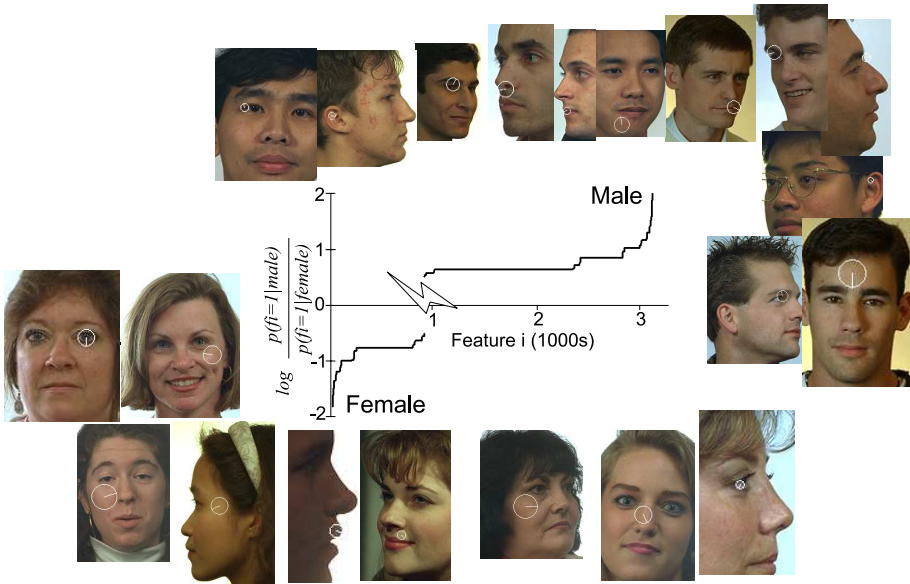 2
Male
1
log p(fi=1|male)
p(fi=1|female)
0
1
2
3
Feature i (1000s)
-1
-2
Female